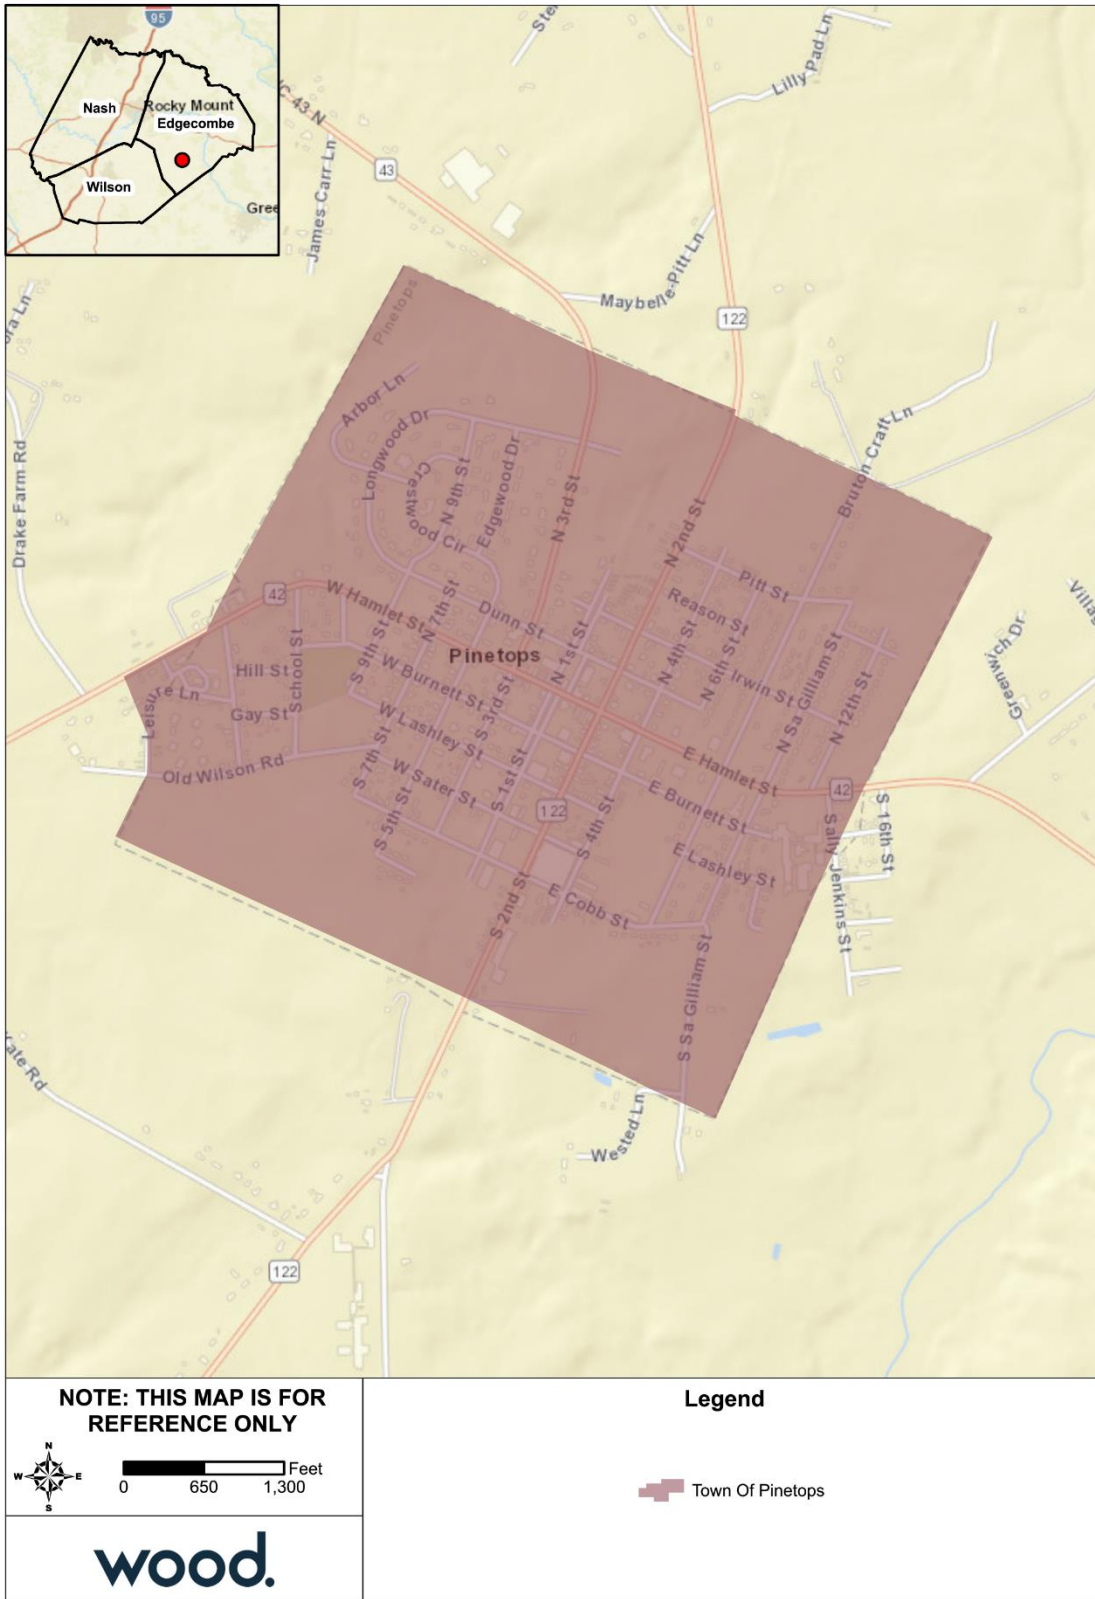 95
Nash
Rocky Mount
Edgecombe
Wilson
Gree
C 43 N
43
James Carr Ln
Lilly Pad Ln
Maybelle-Pitt Ln
122
Pinetops
Drake Farm Rd
Arbor Ln
Longwood Dr
Crestwood Cir
N 9th St
Edgewood Dr
N 3rd St
N 2nd St
Bruton Craft Ln
Pitt St
Reason St
42
W Hamlet St
N 7th St
Dunn St
N 1st St
N 4th St
N 6th St
Irwin St
N Sa Gilliam St
N 12th St
Greenwich Dr
Pinetops
Hill St
School St
S 9th St
W Burnett St
S 3rd St
Leisure Ln
Gay St
W Lashley St
Old Wilson Rd
S 7th St
W Sater St
S 1st St
E Hamlet St
E Burnett St
42
S 5th St
122
S 4th St
E Lashley St
Sally Jenkins St
S 16th St
S 2nd St
E Cobb St
S Sa Gilliam St
Wested Ln
Kate Rd
122
NOTE: THIS MAP IS FOR
REFERENCE ONLY
N
W E
S
Feet
0 650 1,300
wood.
Legend
Town Of Pinetops